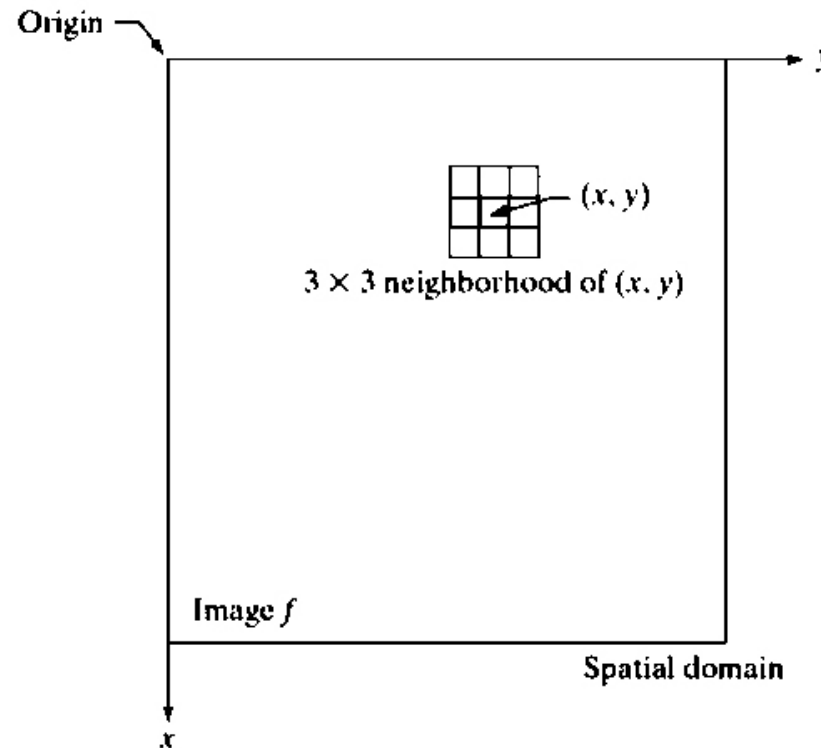 Origin
y
(x, y)
3 × 3 neighborhood of (x, y)
Image f
Spatial domain
x